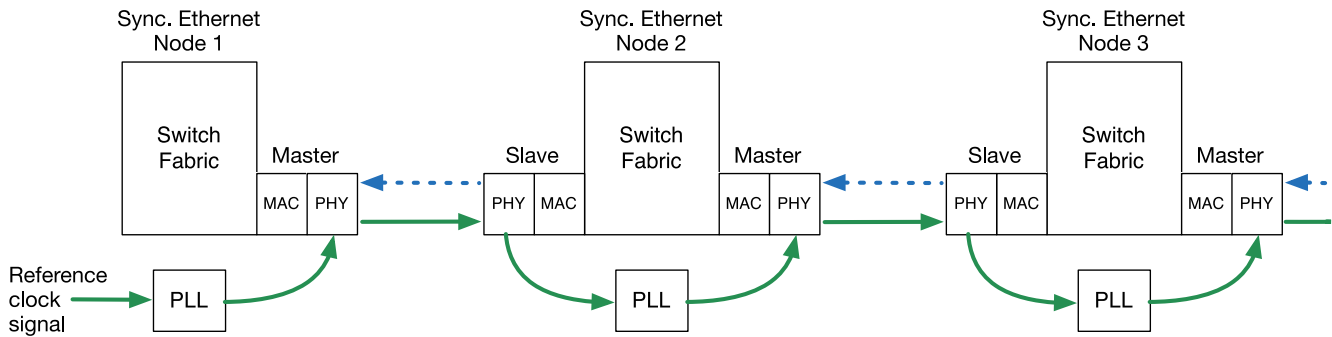 Sync. Ethernet
Node 1
Sync. Ethernet
Node 2
Sync. Ethernet
Node 3
Switch
Fabric
Master
MAC
PHY
Slave
PHY
MAC
Switch
Fabric
Master
MAC
PHY
Slave
PHY
MAC
Switch
Fabric
Master
MAC
PHY
Reference
clock
signal
PLL
PLL
PLL